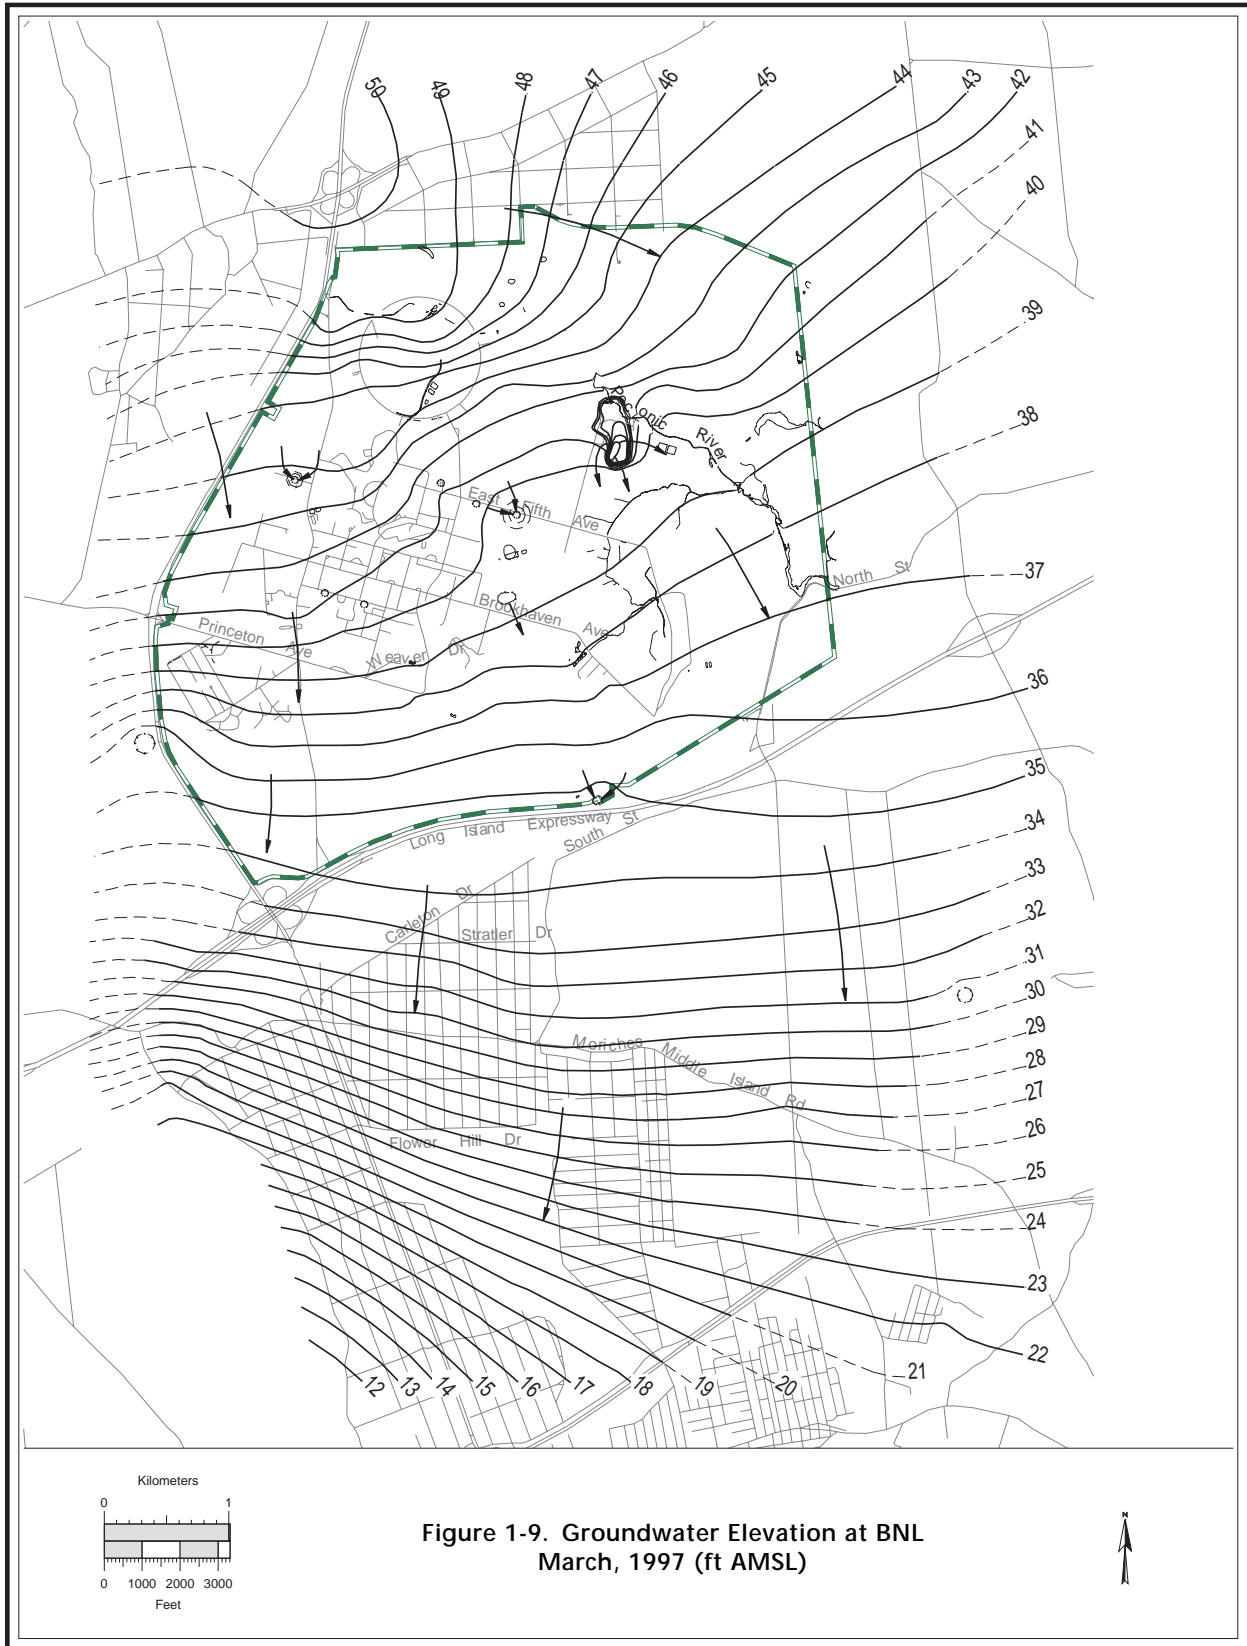 50
49
48
47
46
45
44
43
42
41
40
39
38
37
36
35
34
33
32
31
30
29
28
27
26
25
24
23
22
21
20
19
18
17
16
15
14
13
12
Peconic River
East Fifth Ave
North St
Brookhaven Ave
Princeton Ave
Weaver Dr
Long Island Expressway
South St
Carleton Dr
Stratler Dr
Moriches Middle Island Rd
Flower Hill Dr
Kilometers
0 1
0 1000 2000 3000
Feet
Figure 1-9. Groundwater Elevation at BNL
March, 1997 (ft AMSL)
N